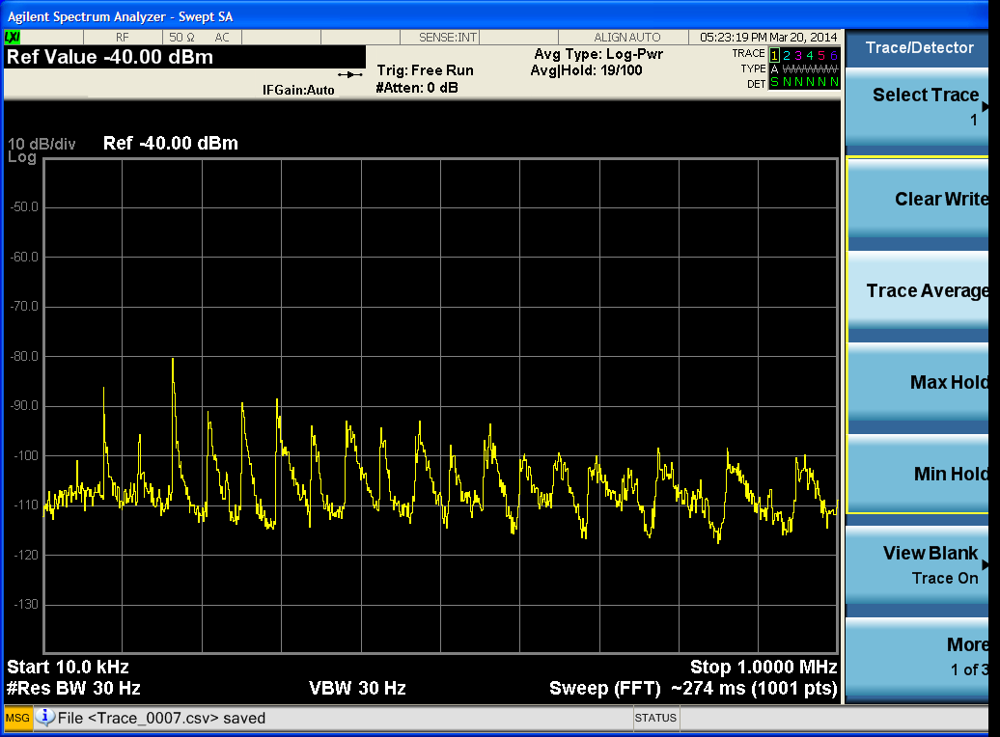 Agilent Spectrum Analyzer - Swept SA
LXI RF 50 Ω AC SENSE:INT ALIGN AUTO 05:23:19 PM Mar 20, 2014
Ref Value -40.00 dBm
Trig: Free Run
IFGain:Auto #Atten: 0 dB
Avg Type: Log-Pwr
Avg|Hold: 19/100
TRACE 1 2 3 4 5 6
TYPE A WWWWW
DET S N N N N N
10 dB/div Ref -40.00 dBm
Log
-50.0
-60.0
-70.0
-80.0
-90.0
-100
-110
-120
-130
Start 10.0 kHz Stop 1.0000 MHz
#Res BW 30 Hz VBW 30 Hz Sweep (FFT) ~274 ms (1001 pts)
MSG File <Trace_0007.csv> saved STATUS
Trace/Detector
Select Trace
1
Clear Write
Trace Average
Max Hold
Min Hold
View Blank
Trace On
More
1 of 3